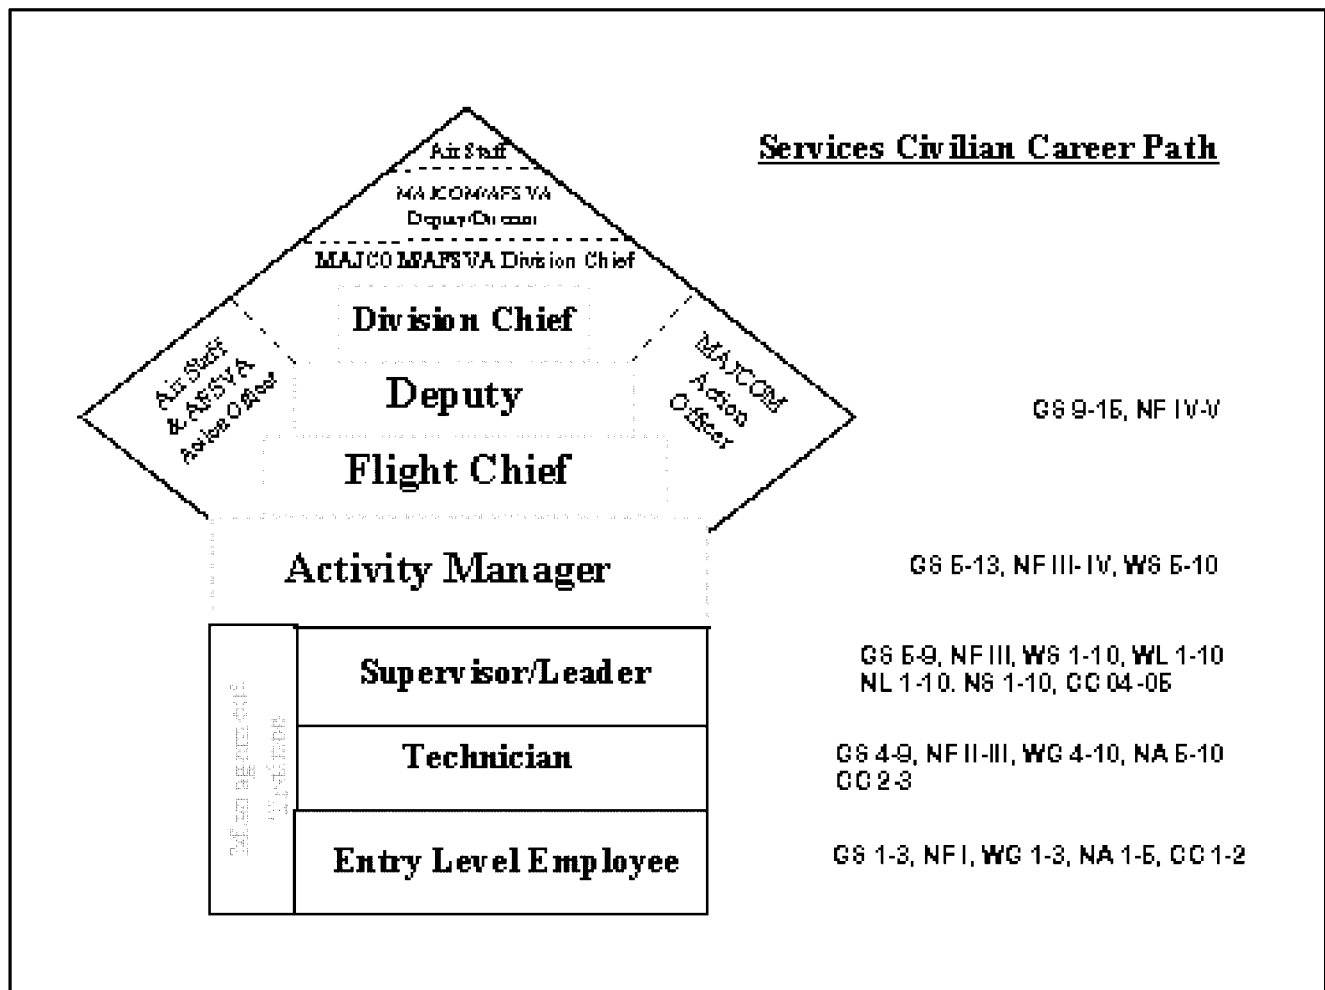 Services Civilian Career Path
Air Staff
MAJCOM/AFSVA
Deputy/Director
MAJCOM/AFSVA Division Chief
Division Chief
Air Staff
& AFSVA
Action Officer
MAJCOM
Action
Officer
Deputy
GS 9-15, NF IV-V
Flight Chief
Activity Manager
GS 5-13, NF III-IV, WS 5-10
Supervisor/Leader
GS 5-9, NF III, WS 1-10, WL 1-10
NL 1-10. NS 1-10, CC 04-05
Management
Technician
GS 4-9, NF II-III, WG 4-10, NA 5-10
CC 2-3
Entry Level Employee
GS 1-3, NF I, WG 1-3, NA 1-5, CC 1-2